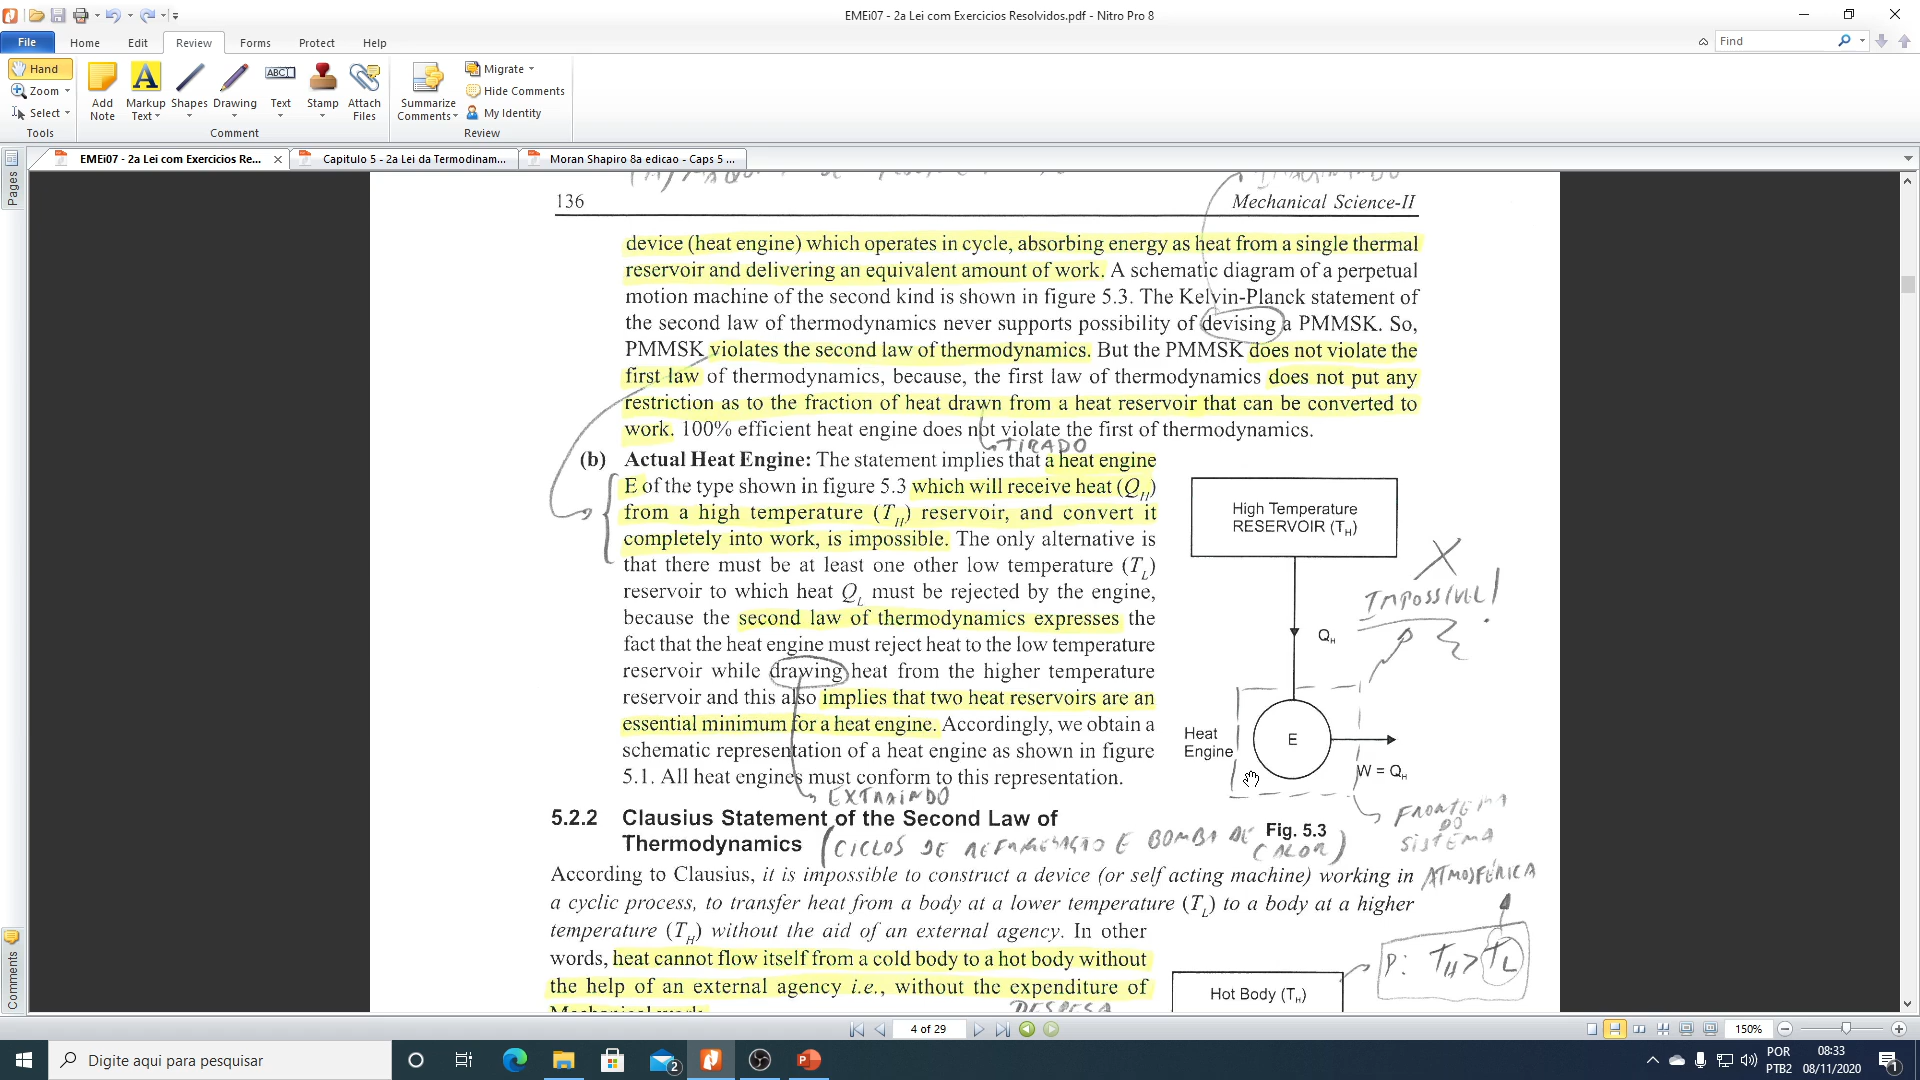 EMEi07 - 2a Lei com Exercicios Resolvidos.pdf - Nitro Pro 8
File Home Edit Review Forms Protect Help
Find
Hand
Zoom
Select
Tools
Add Note
Markup Text
Shapes
Drawing
Text
Stamp
Attach Files
Comment
Summarize Comments
Migrate
Hide Comments
My Identity
Review
EMEi07 - 2a Lei com Exercicios Re...
Capitulo 5 - 2a Lei da Termodinam...
Moran Shapiro 8a edicao - Caps 5 ...
Pages
136 Mechanical Science-II
device (heat engine) which operates in cycle, absorbing energy as heat from a single thermal
reservoir and delivering an equivalent amount of work. A schematic diagram of a perpetual
motion machine of the second kind is shown in figure 5.3. The Kelvin-Planck statement of
the second law of thermodynamics never supports possibility of devising a PMMSK. So,
PMMSK violates the second law of thermodynamics. But the PMMSK does not violate the
first law of thermodynamics, because, the first law of thermodynamics does not put any
restriction as to the fraction of heat drawn from a heat reservoir that can be converted to
work. 100% efficient heat engine does not violate the first of thermodynamics.
TIRADO
(b) Actual Heat Engine: The statement implies that a heat engine
E of the type shown in figure 5.3 which will receive heat (QH)
from a high temperature (TH) reservoir, and convert it
completely into work, is impossible. The only alternative is
that there must be at least one other low temperature (TL)
reservoir to which heat QL must be rejected by the engine,
because the second law of thermodynamics expresses the
fact that the heat engine must reject heat to the low temperature
reservoir while drawing heat from the higher temperature
reservoir and this also implies that two heat reservoirs are an
essential minimum for a heat engine. Accordingly, we obtain a
schematic representation of a heat engine as shown in figure
5.1. All heat engines must conform to this representation.
EXTRAINDO
High Temperature
RESERVOIR (TH)
IMPOSSÍVEL!
QH
Heat
Engine
E
W = QH
FRONTEIRA
DO
SISTEMA
Fig. 5.3
5.2.2 Clausius Statement of the Second Law of
Thermodynamics
(CICLOS DE REFRIGERAÇÃO E BOMBA DE
CALOR)
According to Clausius, it is impossible to construct a device (or self acting machine) working in
a cyclic process, to transfer heat from a body at a lower temperature (TL) to a body at a higher
temperature (TH) without the aid of an external agency. In other
words, heat cannot flow itself from a cold body to a hot body without
the help of an external agency i.e., without the expenditure of
Mechanical work.
DESPESA
ATMOSFÉRICA
P: TH > TL
Hot Body (TH)
Comments
4 of 29
150%
Digite aqui para pesquisar
2
POR
PTB2
08:33
08/11/2020
1